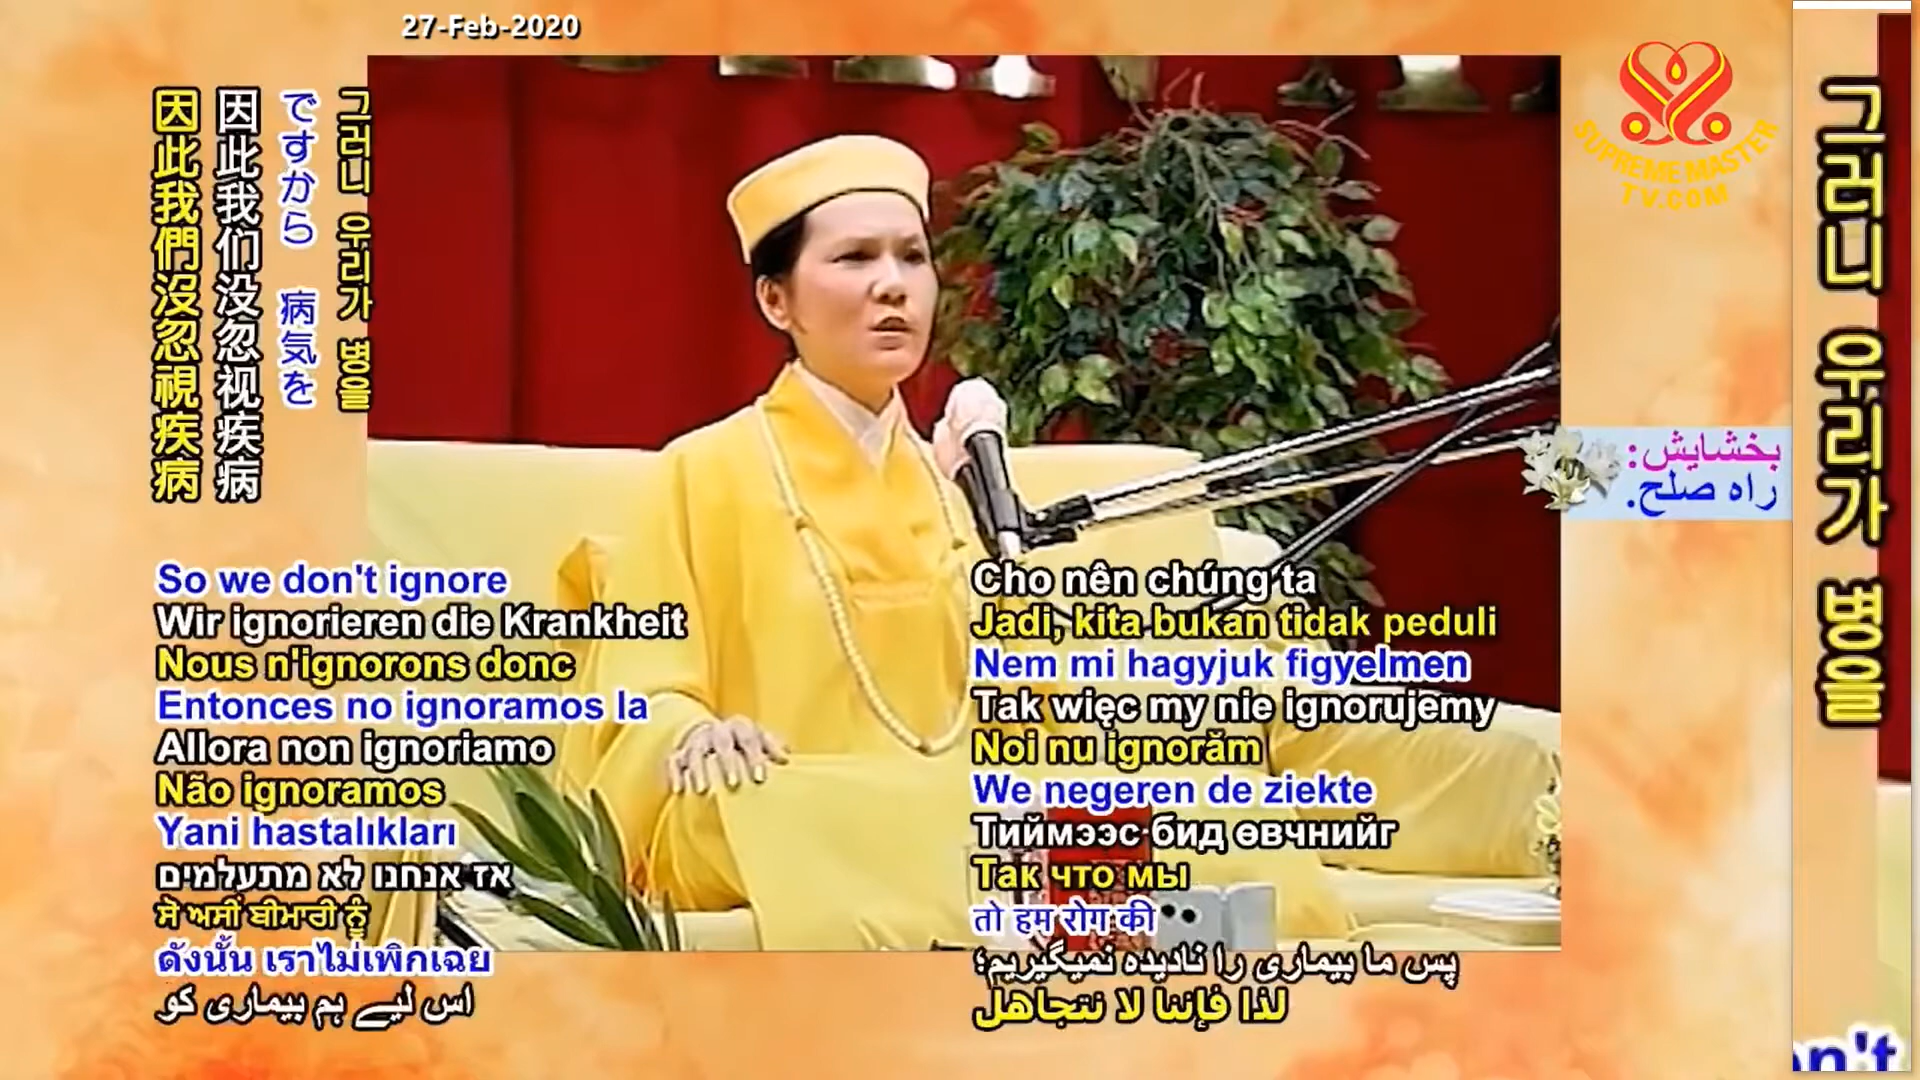 27-Feb-2020
因此我們沒忽視疾病
因此我们没忽视疾病
ですから 病気を
그러니 우리가 병을
SUPREME MASTER
TV.COM
بخشایش:
راه صلح.
So we don't ignore
Wir ignorieren die Krankheit
Nous n'ignorons donc
Entonces no ignoramos la
Allora non ignoriamo
Não ignoramos
Yani hastalıkları
אז אנחנו לא מתעלמים
ਸੋ ਅਸੀਂ ਬੀਮਾਰੀ ਨੂੰ
ดังนั้น เราไม่เพิกเฉย
اس لیے ہم بیماری کو
Cho nên chúng ta
Jadi, kita bukan tidak peduli
Nem mi hagyjuk figyelmen
Tak więc my nie ignorujemy
Noi nu ignorăm
We negeren de ziekte
Тиймээс бид өвчнийг
Так что мы
तो हम रोग की
پس ما بیماری را نادیده نمیگیریم؛
لذا فإننا لا نتجاهل
그러니 우리가 병을
on't